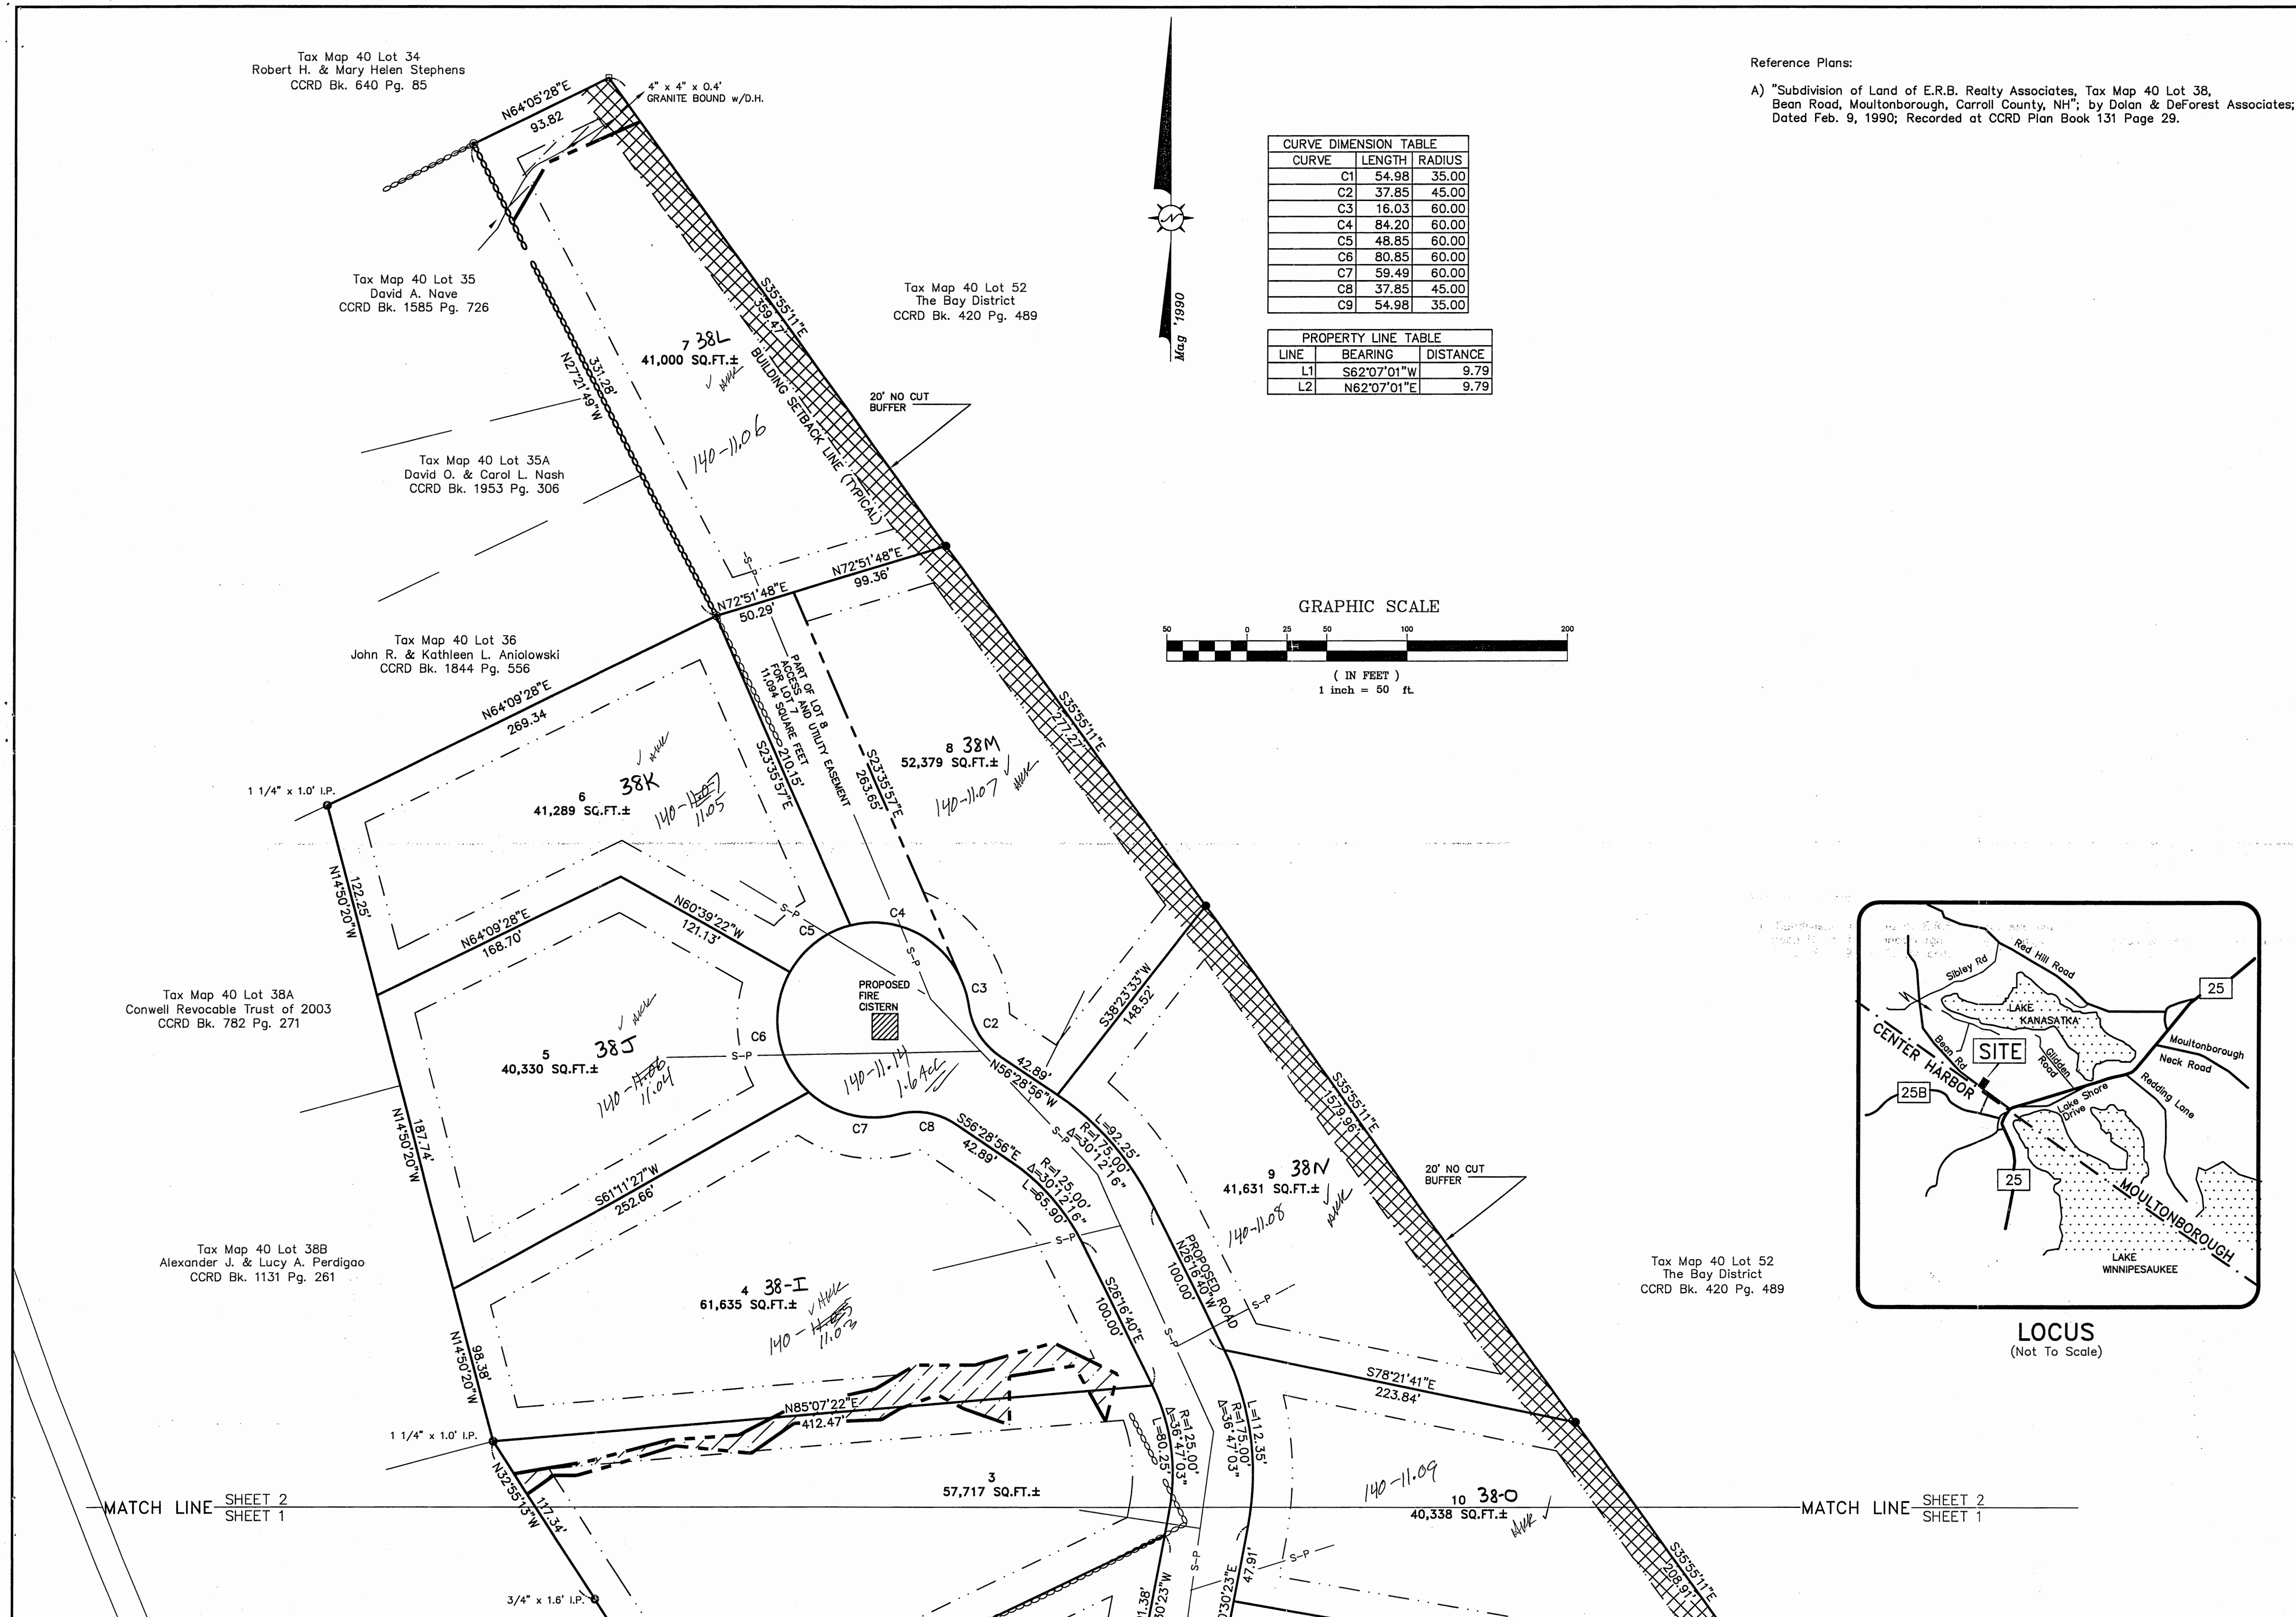 Tax Map 40 Lot 34
Robert H. & Mary Helen Stephens
CCRD Bk. 640 Pg. 85
N64°05'28"E
93.82
4" x 4" x 0.4'
GRANITE BOUND w/D.H.
Reference Plans:
A) "Subdivision of Land of E.R.B. Realty Associates, Tax Map 40 Lot 38,
Bean Road, Moultonborough, Carroll County, NH"; by Dolan & DeForest Associates;
Dated Feb. 9, 1990; Recorded at CCRD Plan Book 131 Page 29.
CURVE DIMENSION TABLE
CURVE LENGTH RADIUS
C1 54.98 35.00
C2 37.85 45.00
C3 16.03 60.00
C4 84.20 60.00
C5 48.85 60.00
C6 80.85 60.00
C7 59.49 60.00
C8 37.85 45.00
C9 54.98 35.00
PROPERTY LINE TABLE
LINE BEARING DISTANCE
L1 S62°07'01"W 9.79
L2 N62°07'01"E 9.79
N
Mag '1990
Tax Map 40 Lot 35
David A. Nave
CCRD Bk. 1585 Pg. 726
Tax Map 40 Lot 52
The Bay District
CCRD Bk. 420 Pg. 489
S35°55'11"E
359.47'
BUILDING SETBACK LINE (TYPICAL)
7 38L
41,000 SQ.FT.±
140-11.06
331.28'
N27°21'49"W
20' NO CUT
BUFFER
Tax Map 40 Lot 35A
David O. & Carol L. Nash
CCRD Bk. 1953 Pg. 306
S-P
N72°51'48"E
99.36'
N72°51'48"E
50.29'
GRAPHIC SCALE
50 0 25 50 100 200
( IN FEET )
1 inch = 50 ft.
Tax Map 40 Lot 36
John R. & Kathleen L. Aniolowski
CCRD Bk. 1844 Pg. 556
N64°09'28"E
269.34
PART OF LOT 8
ACCESS AND UTILITY EASEMENT
FOR LOT 7
11,094 SQUARE FEET
210.15'
S23°35'57"E
S23°35'57"E
263.65'
S35°55'11"E
277.27'
8 38M
52,379 SQ.FT.±
140-11.07
1 1/4" x 1.0' I.P.
6 38K
41,289 SQ.FT.±
140-11.07
11.05
122.25'
N14°50'20"W
N64°09'28"E
168.70'
N60°39'22"W
121.13'
S-P
C5
C4
S-P
C3
C2
PROPOSED
FIRE
CISTERN
C6
S-P
140-11.14
1.6 Acc
Tax Map 40 Lot 38A
Conwell Revocable Trust of 2003
CCRD Bk. 782 Pg. 271
5 38J
40,330 SQ.FT.±
140-11.06
11.04
187.74'
N14°50'20"W
S38°23'33"W
148.52'
42.89'
N56°28'56"W
S-P
C7
C8
S56°28'56"E
42.89'
L=92.25'
R=175.00'
Δ=30°12'16"
R=125.00'
Δ=30°12'16"
L=65.90'
S35°55'11"E
1579.96'
S61°11'27"W
252.66'
9 38N
41,631 SQ.FT.±
140-11.08
20' NO CUT
BUFFER
Tax Map 40 Lot 38B
Alexander J. & Lucy A. Perdigao
CCRD Bk. 1131 Pg. 261
Tax Map 40 Lot 52
The Bay District
CCRD Bk. 420 Pg. 489
S-P
PROPOSED ROAD
N26°16'40"W
100.00'
S26°16'40"E
100.00'
S-P
S-P
4 38-I
61,635 SQ.FT.±
140-11.05
11.03
98.38'
N14°50'20"W
N85°07'22"E
412.47'
S78°21'41"E
223.84'
1 1/4" x 1.0' I.P.
R=125.00'
Δ=36°47'03"
L=80.25'
L=112.35'
R=175.00'
Δ=36°47'03"
3
57,717 SQ.FT.±
140-11.09
10 38-O
40,338 SQ.FT.±
MATCH LINE SHEET 2
SHEET 1
MATCH LINE SHEET 2
SHEET 1
N32°55'13"W
117.34'
3/4" x 1.6' I.P.
S-P
S-P
47.91'
S35°55'11"E
208.91'
Red Hill Road
Sibley Rd
25
LAKE
KANASATKA
CENTER HARBOR
Bean Rd
SITE
Glidden
Road
Moultonborough
Neck Road
25B
Lake Shore
Drive
Redding Lane
25
MOULTONBOROUGH
LAKE
WINNIPESAUKEE
LOCUS
(Not To Scale)